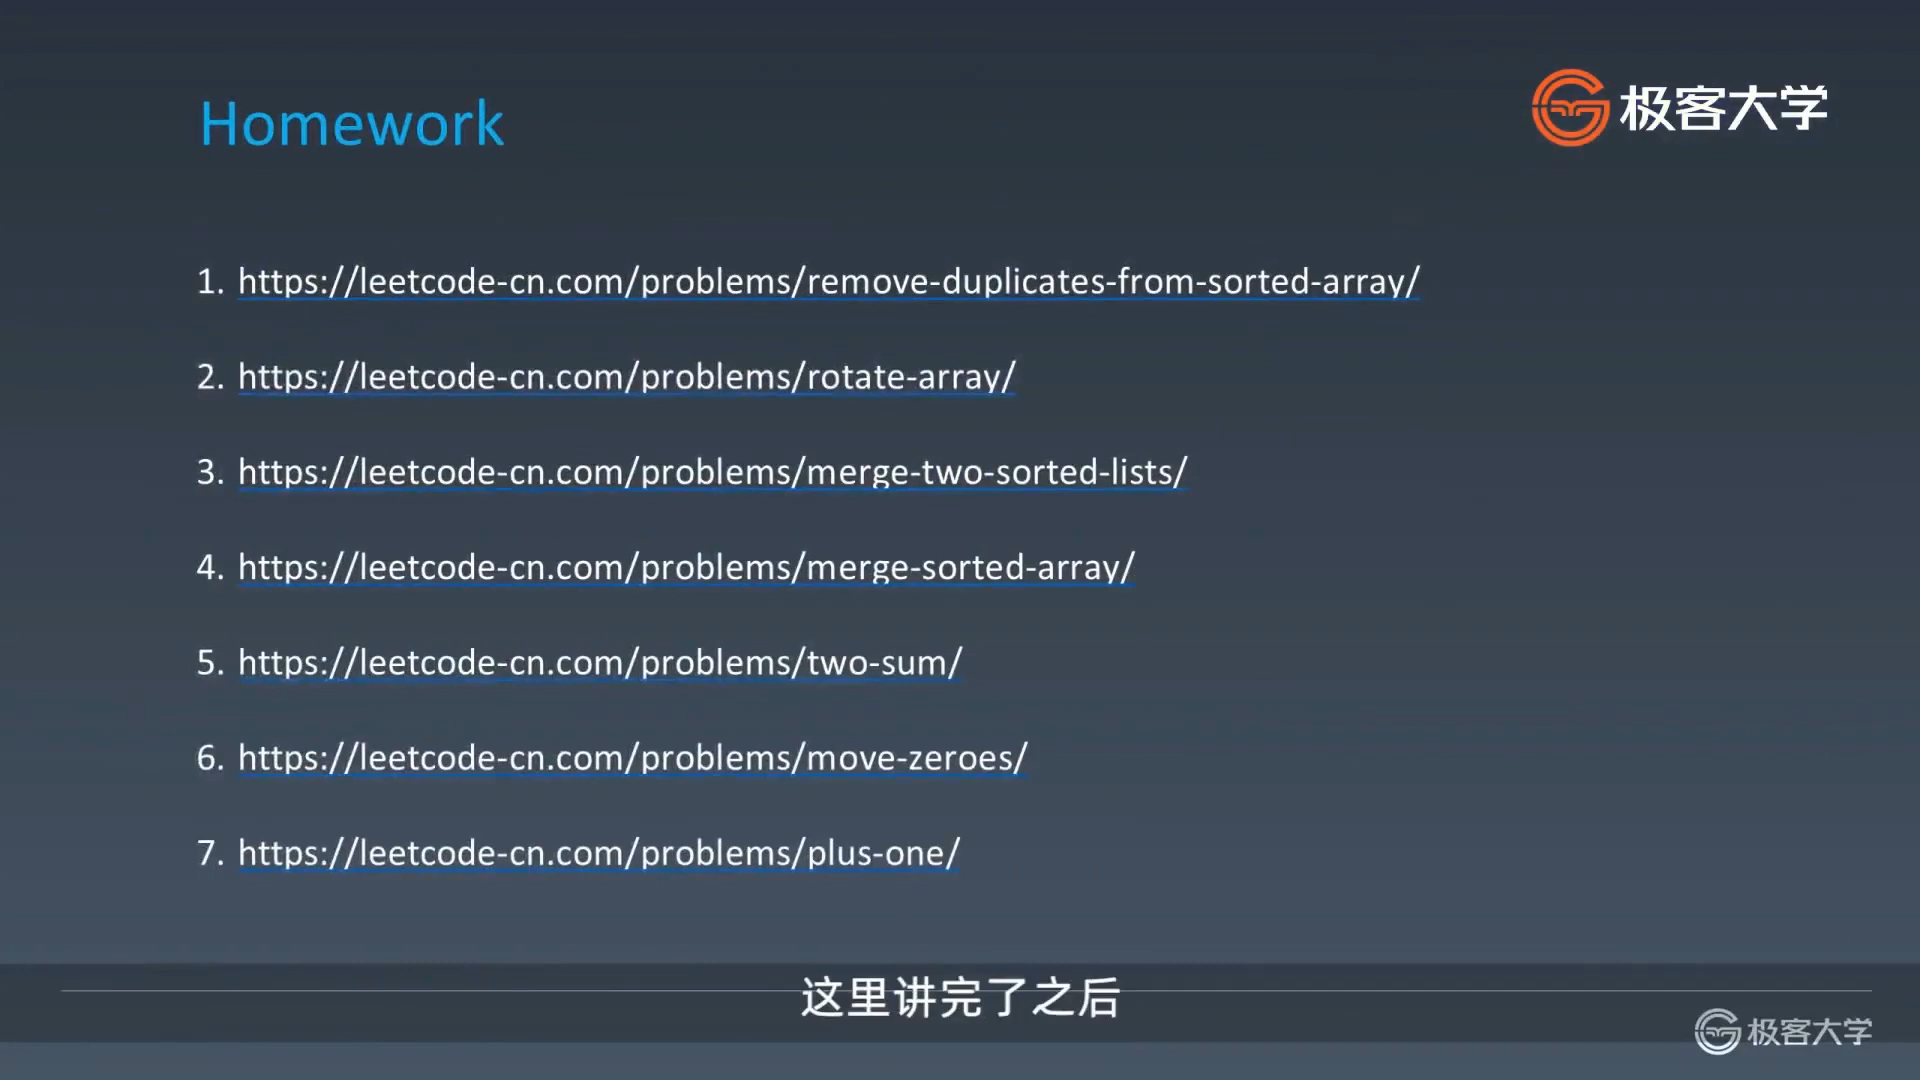 Homework
极客大学
1. https://leetcode-cn.com/problems/remove-duplicates-from-sorted-array/
2. https://leetcode-cn.com/problems/rotate-array/
3. https://leetcode-cn.com/problems/merge-two-sorted-lists/
4. https://leetcode-cn.com/problems/merge-sorted-array/
5. https://leetcode-cn.com/problems/two-sum/
6. https://leetcode-cn.com/problems/move-zeroes/
7. https://leetcode-cn.com/problems/plus-one/
这里讲完了之后
极客大学